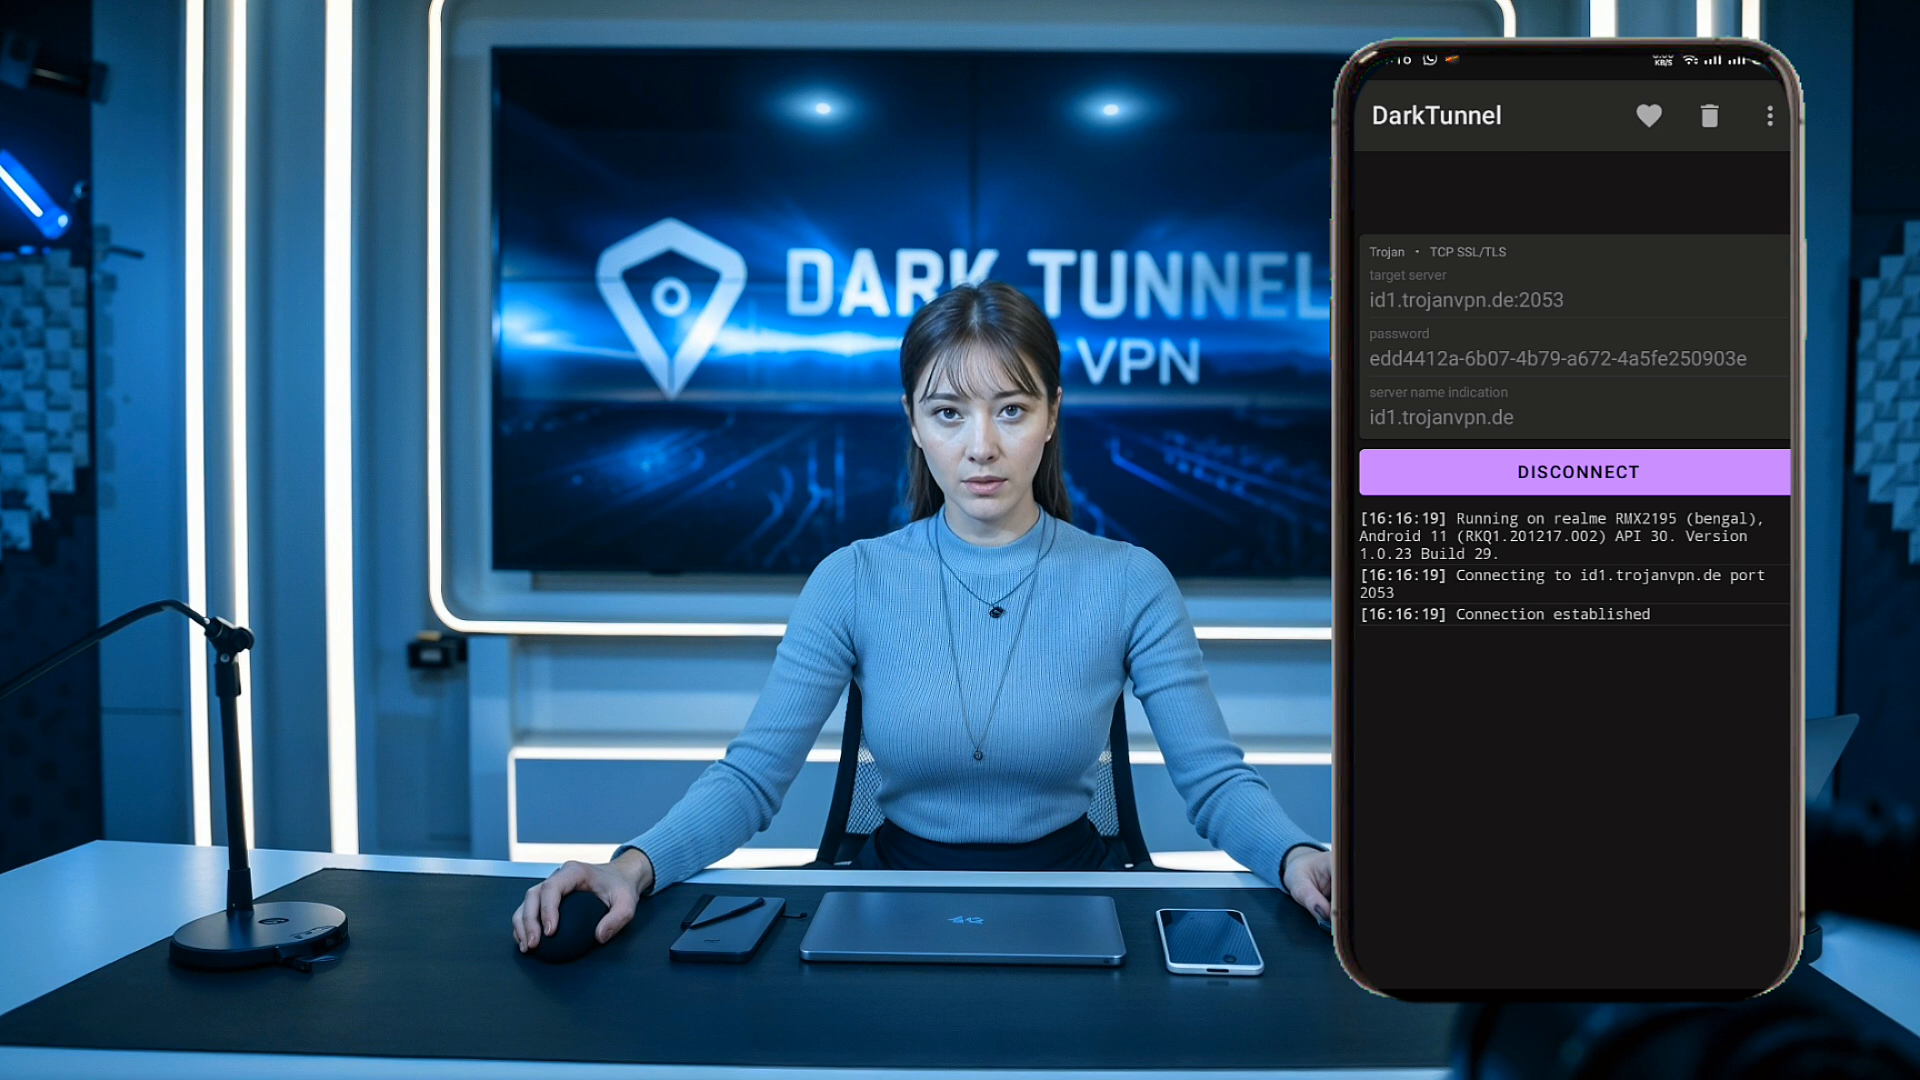 DARK TUNNEL
VPN
16
KB/S
DarkTunnel
Trojan • TCP SSL/TLS
target server
id1.trojanvpn.de:2053
password
edd4412a-6b07-4b79-a672-4a5fe250903e
server name indication
id1.trojanvpn.de
DISCONNECT
[16:16:19] Running on realme RMX2195 (bengal),
Android 11 (RKQ1.201217.002) API 30. Version
1.0.23 Build 29.
[16:16:19] Connecting to id1.trojanvpn.de port
2053
[16:16:19] Connection established